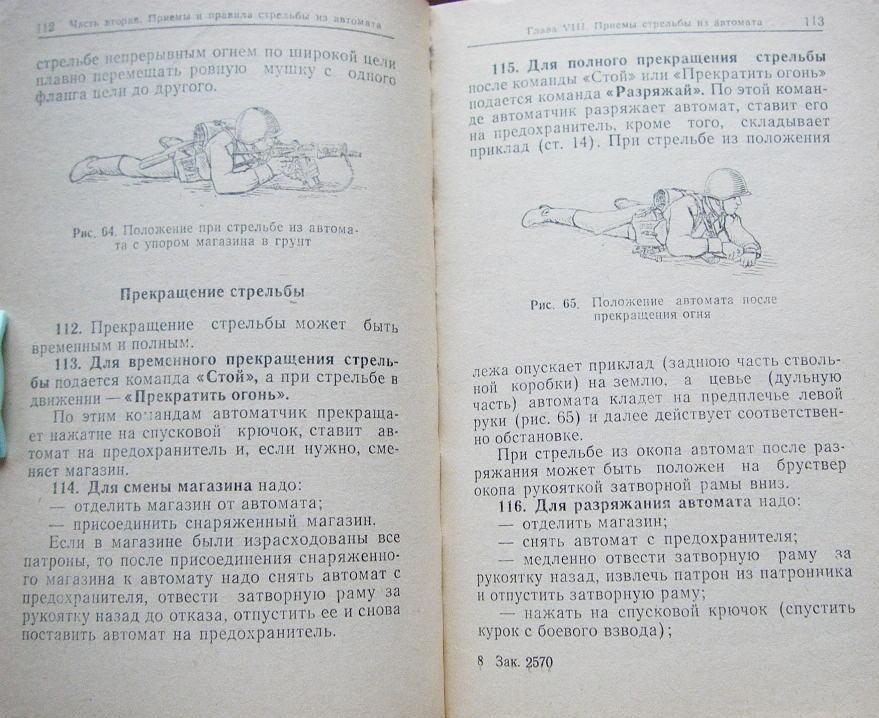 112 Часть вторая. Приемы и правила стрельбы из автомата
стрельбе непрерывным огнем по широкой цели
плавно перемещать ровную мушку с одного
фланга цели до другого.
Рис. 64. Положение при стрельбе из автома-
та с упором магазина в грунт
Прекращение стрельбы
112. Прекращение стрельбы может быть
временным и полным.
113. Для временного прекращения стрель-
бы подается команда «Стой», а при стрельбе в
движении — «Прекратить огонь».
По этим командам автоматчик прекраща-
ет нажатие на спусковой крючок, ставит ав-
томат на предохранитель и, если нужно, сме-
няет магазин.
114. Для смены магазина надо:
— отделить магазин от автомата;
— присоединить снаряженный магазин.
Если в магазине были израсходованы все
патроны, то после присоединения снаряженно-
го магазина к автомату надо снять автомат с
предохранителя, отвести затворную раму за
рукоятку назад до отказа, отпустить ее и снова
поставить автомат на предохранитель.
Глава VIII. Приемы стрельбы из автомата 113
115. Для полного прекращения стрельбы
после команды «Стой» или «Прекратить огонь»
подается команда «Разряжай». По этой коман-
де автоматчик разряжает автомат, ставит его
на предохранитель, кроме того, складывает
приклад (ст. 14). При стрельбе из положения
Рис. 65. Положение автомата после
прекращения огня
лежа опускает приклад (заднюю часть ствол�ь-
ной коробки) на землю, а цевье (дульную
часть) автомата кладет на предплечье левой
руки (рис. 65) и далее действует соответствен-
но обстановке.
При стрельбе из окопа автомат после раз-
ряжания может быть положен на бруствер
окопа рукояткой затворной рамы вниз.
116. Для разряжания автомата надо:
— отделить магазин;
— снять автомат с предохранителя;
— медленно отвести затворную раму за
рукоятку назад, извлечь патрон из патронника
и отпустить затворную раму;
— нажать на спусковой крючок (спустить
курок с боевого взвода);
8 Зак. 2570